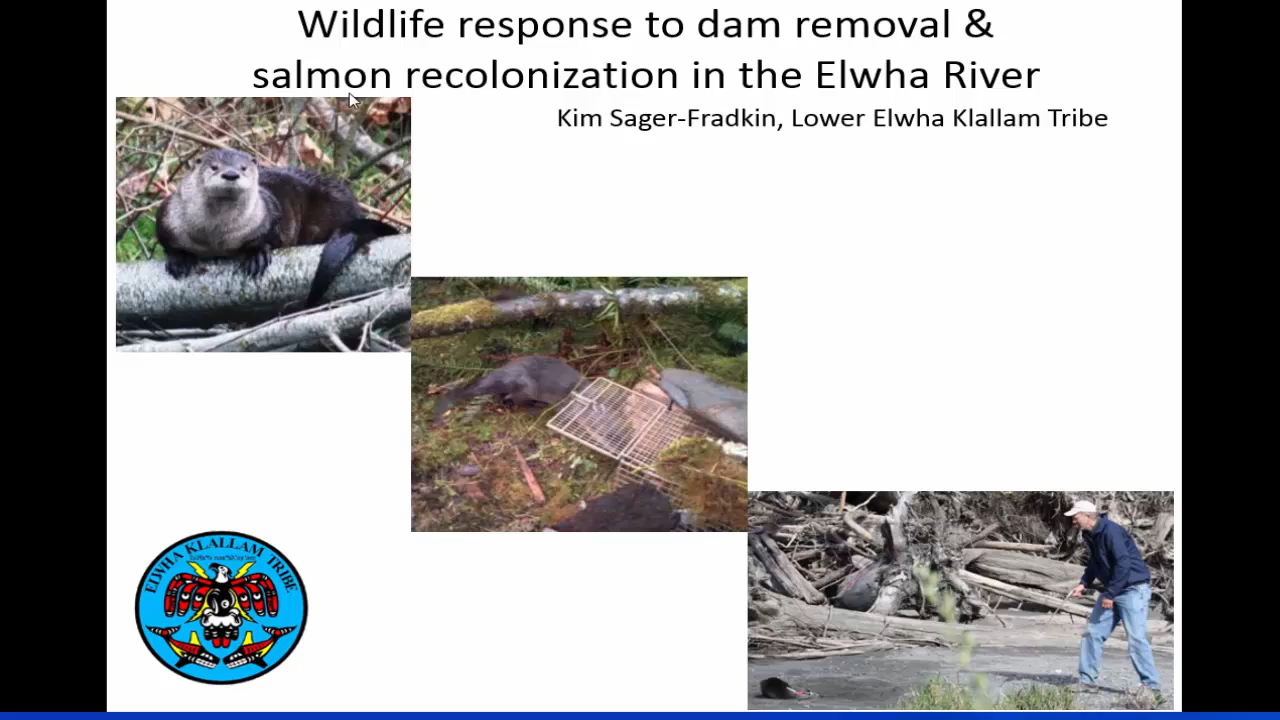 Wildlife response to dam removal &
salmon recolonization in the Elwha River
Kim Sager-Fradkin, Lower Elwha Klallam Tribe
ELWHA KLALLAM TRIBE